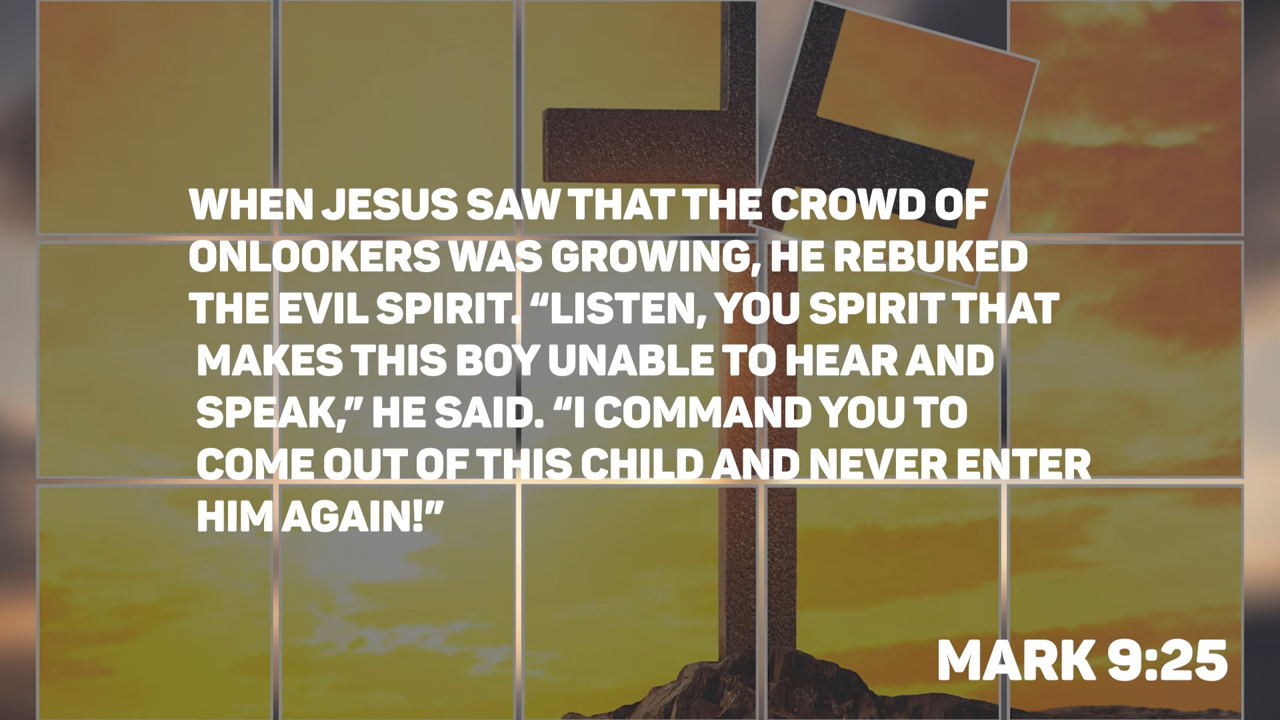 WHEN JESUS SAW THAT THE CROWD OF
ONLOOKERS WAS GROWING, HE REBUKED
THE EVIL SPIRIT. “LISTEN, YOU SPIRIT THAT
MAKES THIS BOY UNABLE TO HEAR AND
SPEAK,” HE SAID. “I COMMAND YOU TO
COME OUT OF THIS CHILD AND NEVER ENTER
HIM AGAIN!”
MARK 9:25